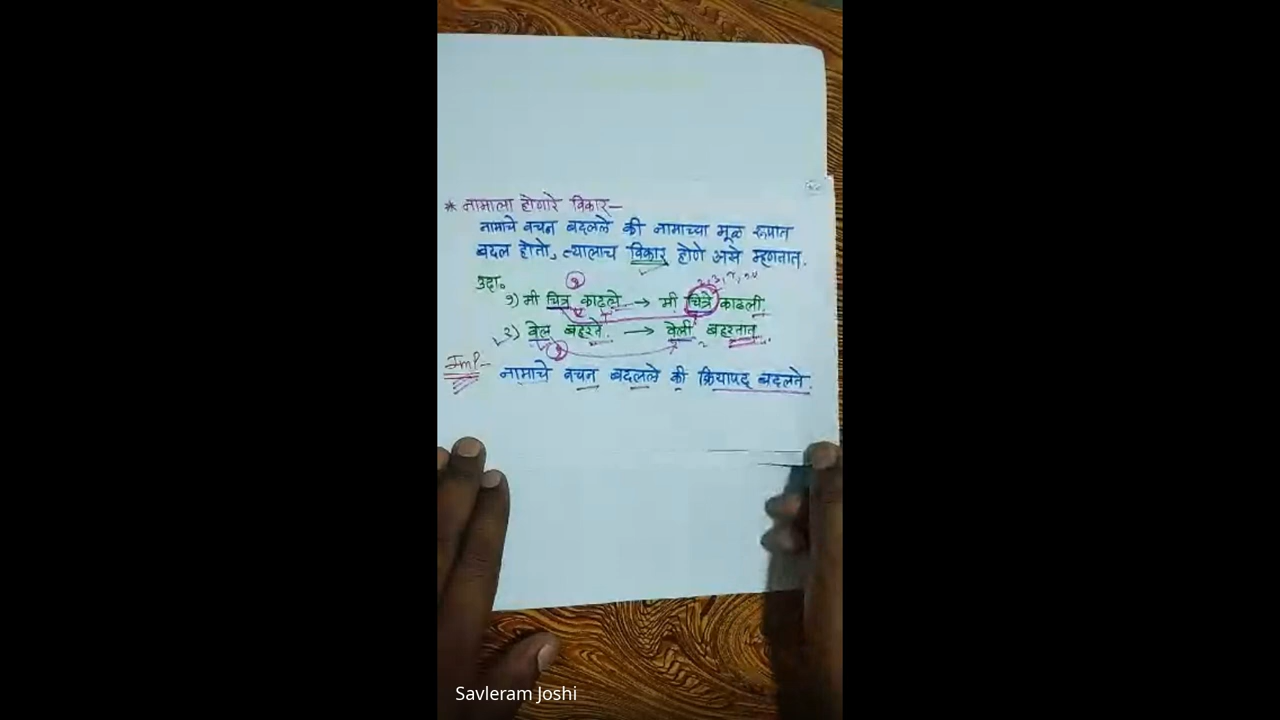 * नामाला होणारे विकार—
नामाचे वचन बदलले की नामाच्या मूळ रूपात
बदल होतो, त्यालाच विकार होणे असे म्हणतात.
उदा.
१) मी चित्र काढले → मी चित्रे काढली.
२) वेल बहरते. → वेली बहरतात.
Imp— नामाचे वचन बदलले की क्रियापद बदलते.
Savleram Joshi